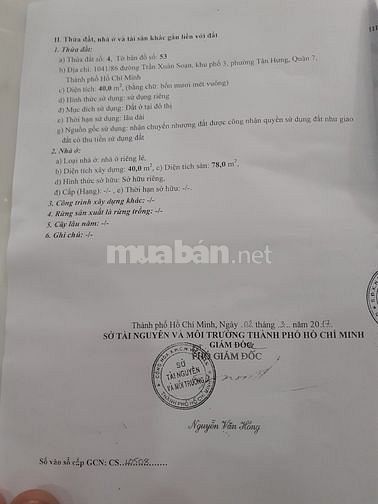 II. Thửa đất, nhà ở và tài sản khác gắn liền với đất
1. Thửa đất:
a) Thửa đất số: 4, Tờ bản đồ số: 53
b) Địa chỉ: 1041/86 đường Trần Xuân Soạn, khu phố 3, phường Tân Hưng, Quận 7,
Thành phố Hồ Chí Minh
c) Diện tích: 40,0 m², (bằng chữ: bốn mươi mét vuông)
d) Hình thức sử dụng: sử dụng riêng
đ) Mục đích sử dụng: Đất ở tại đô thị
e) Thời hạn sử dụng: lâu dài
g) Nguồn gốc sử dụng: nhận chuyển nhượng đất được công nhận quyền sử dụng đất như giao
đất có thu tiền sử dụng đất
2. Nhà ở:
a) Loại nhà ở: nhà ở riêng lẻ,
b) Diện tích xây dựng: 40,0 m², c) Diện tích sàn: 78,0 m²,
d) Hình thức sở hữu: Sở hữu riêng,
đ) Cấp (Hạng): -/- , e) Thời hạn sở hữu: -/-.
3. Công trình xây dựng khác: -/-
4. Rừng sản xuất là rừng trồng: -/-
5. Cây lâu năm: -/-
6. Ghi chú: -/-
muabán.net
Thành phố Hồ Chí Minh, Ngày 02 tháng 3 năm 2017
SỞ TÀI NGUYÊN VÀ MÔI TRƯỜNG THÀNH PHỐ HỒ CHÍ MINH
GIÁM ĐỐC
PHÓ GIÁM ĐỐC
SỞ
TÀI NGUYÊN
VÀ MÔI TRƯỜNG
THÀNH PHỐ HỒ CHÍ MINH
Nguyễn Văn Hồng
Số vào sổ cấp GCN: CS